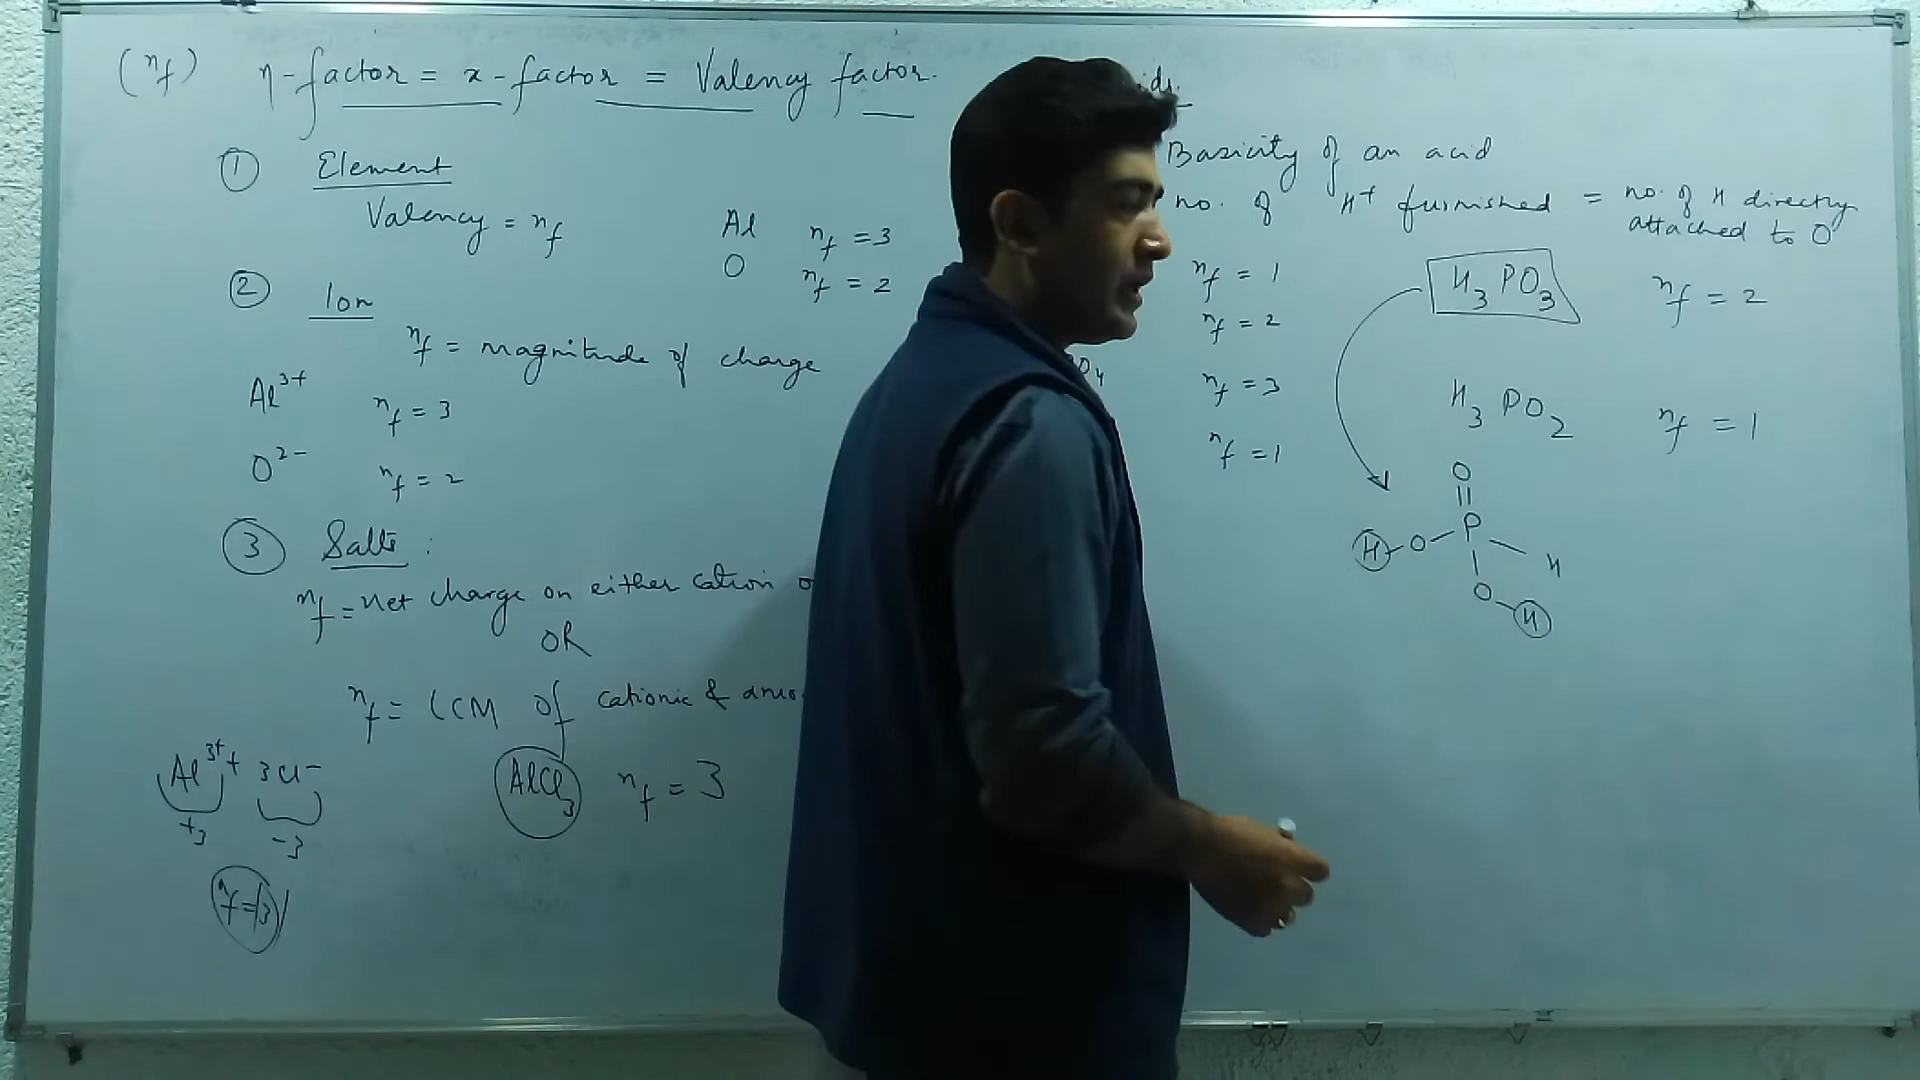 (nf) η-factor = x-factor = Valency factor.
① Element
Valency = nf
Al nf = 3
O nf = 2
② Ion
nf = magnitude of charge
Al³⁺ nf = 3
O²⁻ nf = 2
③ Salts :
nf = net charge on either cation
OR
nf = LCM of cationic &
Al³⁺ + 3Cl⁻
+3 -3
nf = |3|
AlCl₃ nf = 3
Basicity of an acid
no. of H⁺ furnished = no. of H directly
attached to O
nf = 1
nf = 2
nf = 3
nf = 1
H₃PO₃ nf = 2
H₃PO₂ nf = 1
O
H-O-P-H
O-H